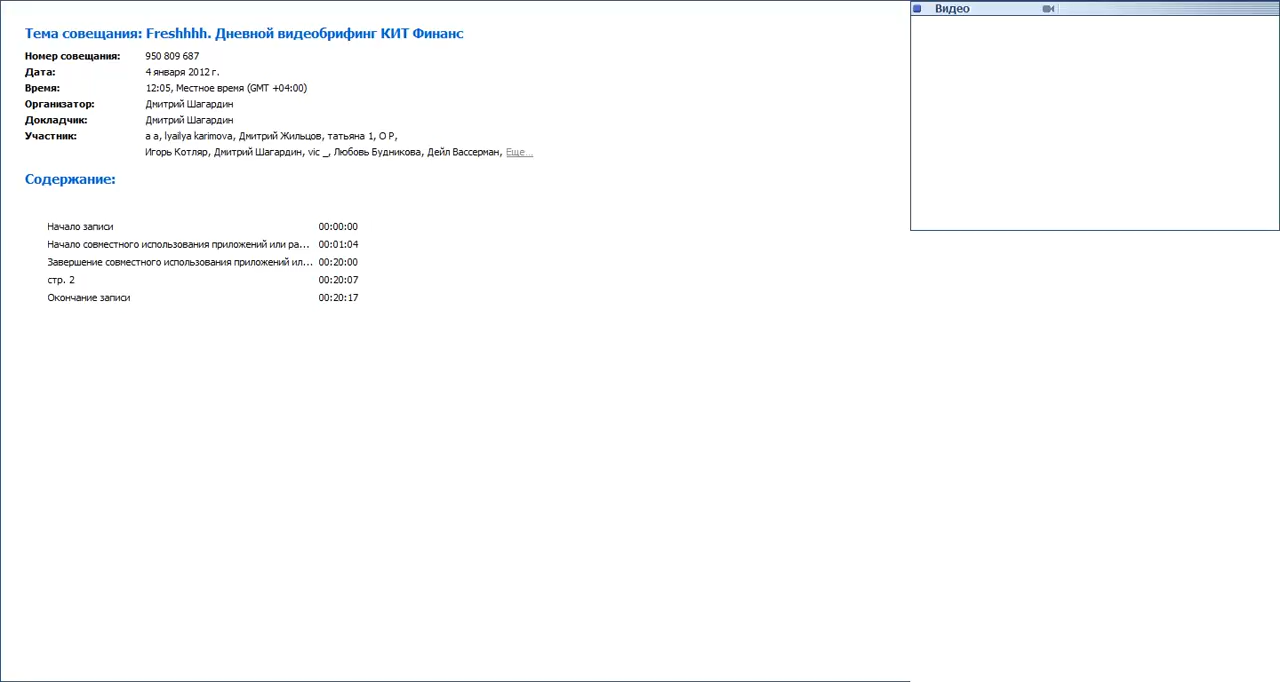 Тема совещания: Freshhhh. Дневной видеобрифинг КИТ Финанс
Номер совещания: 950 809 687
Дата: 4 января 2012 г.
Время: 12:05, Местное время (GMT +04:00)
Организатор: Дмитрий Шагардин
Докладчик: Дмитрий Шагардин
Участник: a a, lyailya karimova, Дмитрий Жильцов, татьяна 1, O P,
Игорь Котляр, Дмитрий Шагардин, vic _, Любовь Будникова, Дейл Вассерман, Еще...
Содержание:
Начало записи 00:00:00
Начало совместного использования приложений или ра... 00:01:04
Завершение совместного использования приложений ил... 00:20:00
стр. 2 00:20:07
Окончание записи 00:20:17
Видео